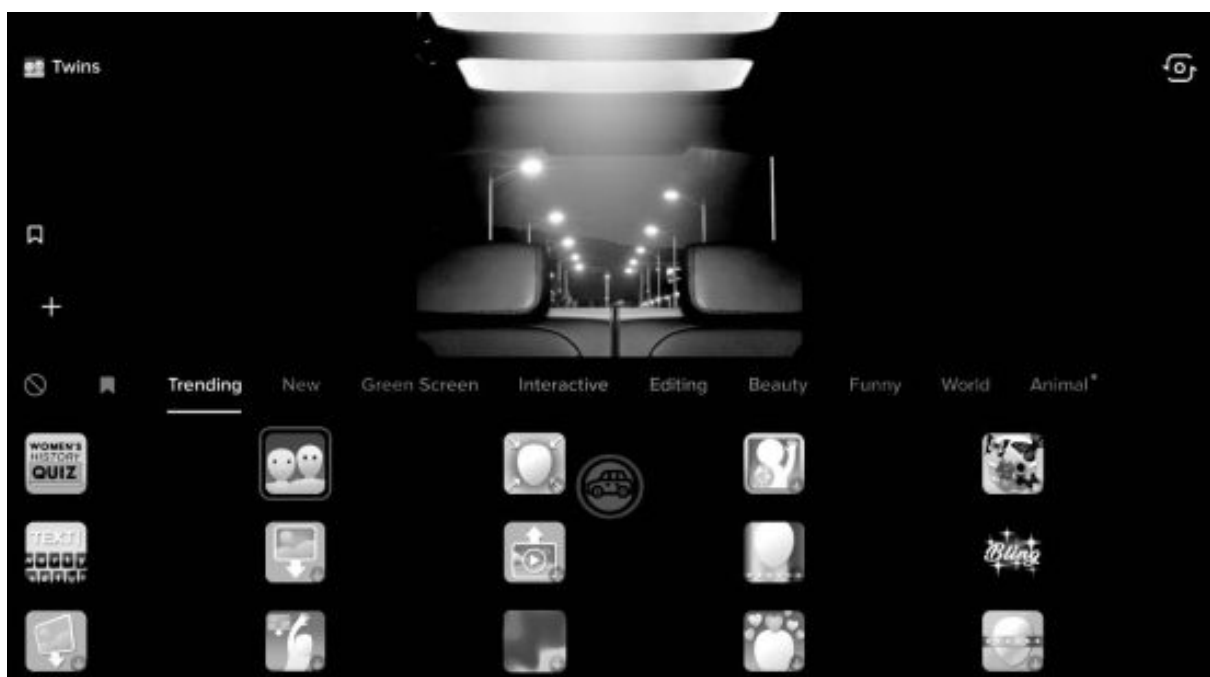 Twins
Trending New Green Screen Interactive Editing Beauty Funny World Animal
WOMEN'S
HISTORY
QUIZ
TEXT
Bling